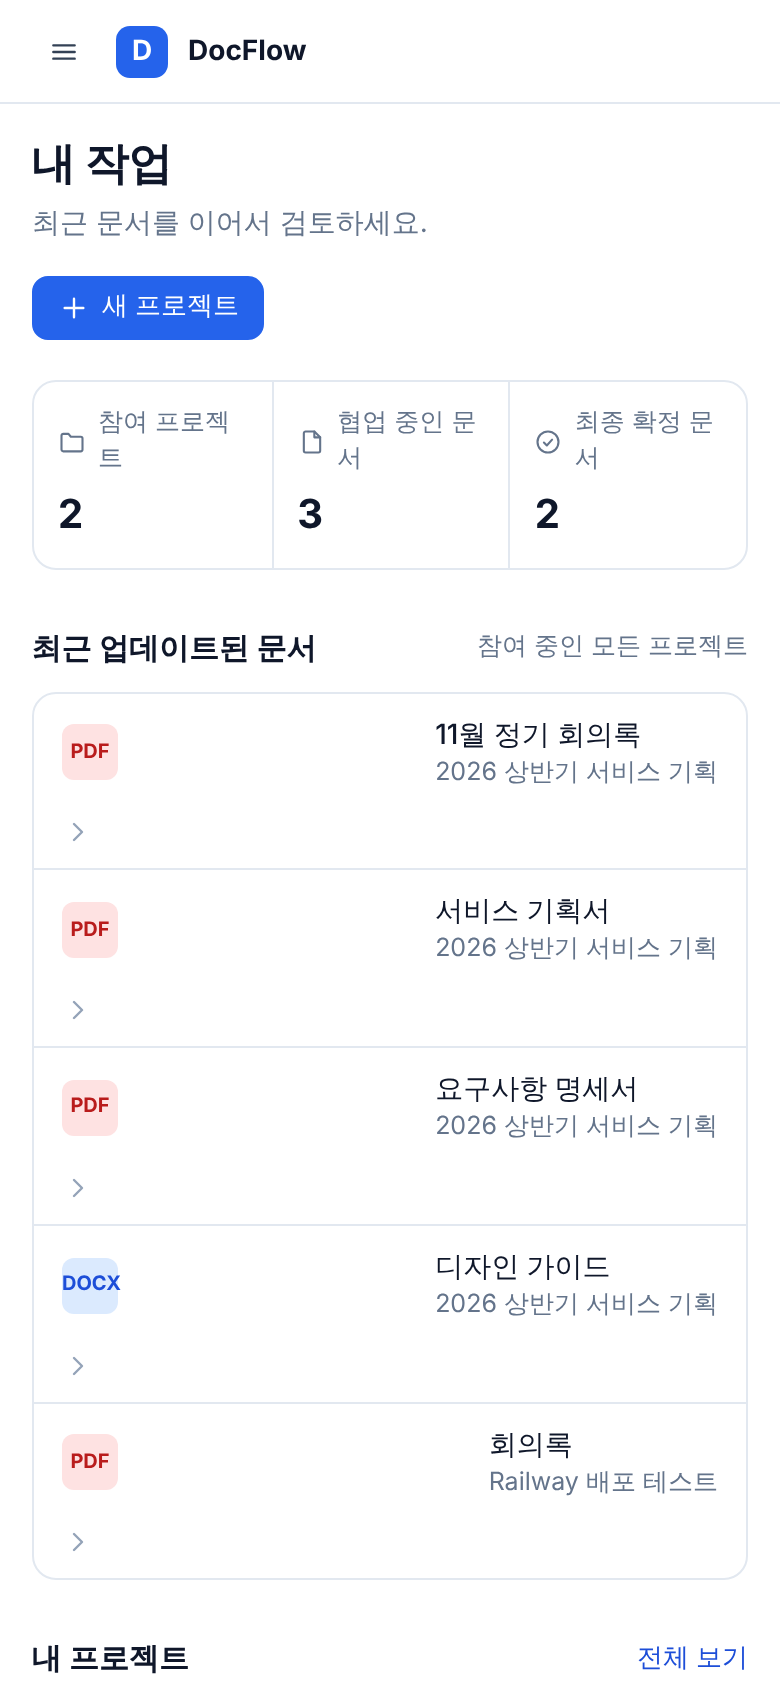 D DocFlow
내 작업
최근 문서를 이어서 검토하세요.
새 프로젝트
참여 프로젝
트
2
협업 중인 문
서
3
최종 확정 문
서
2
최근 업데이트된 문서
참여 중인 모든 프로젝트
PDF
11월 정기 회의록
2026 상반기 서비스 기획
PDF
서비스 기획서
2026 상반기 서비스 기획
PDF
요구사항 명세서
2026 상반기 서비스 기획
DOCX
디자인 가이드
2026 상반기 서비스 기획
PDF
회의록
Railway 배포 테스트
내 프로젝트
전체 보기